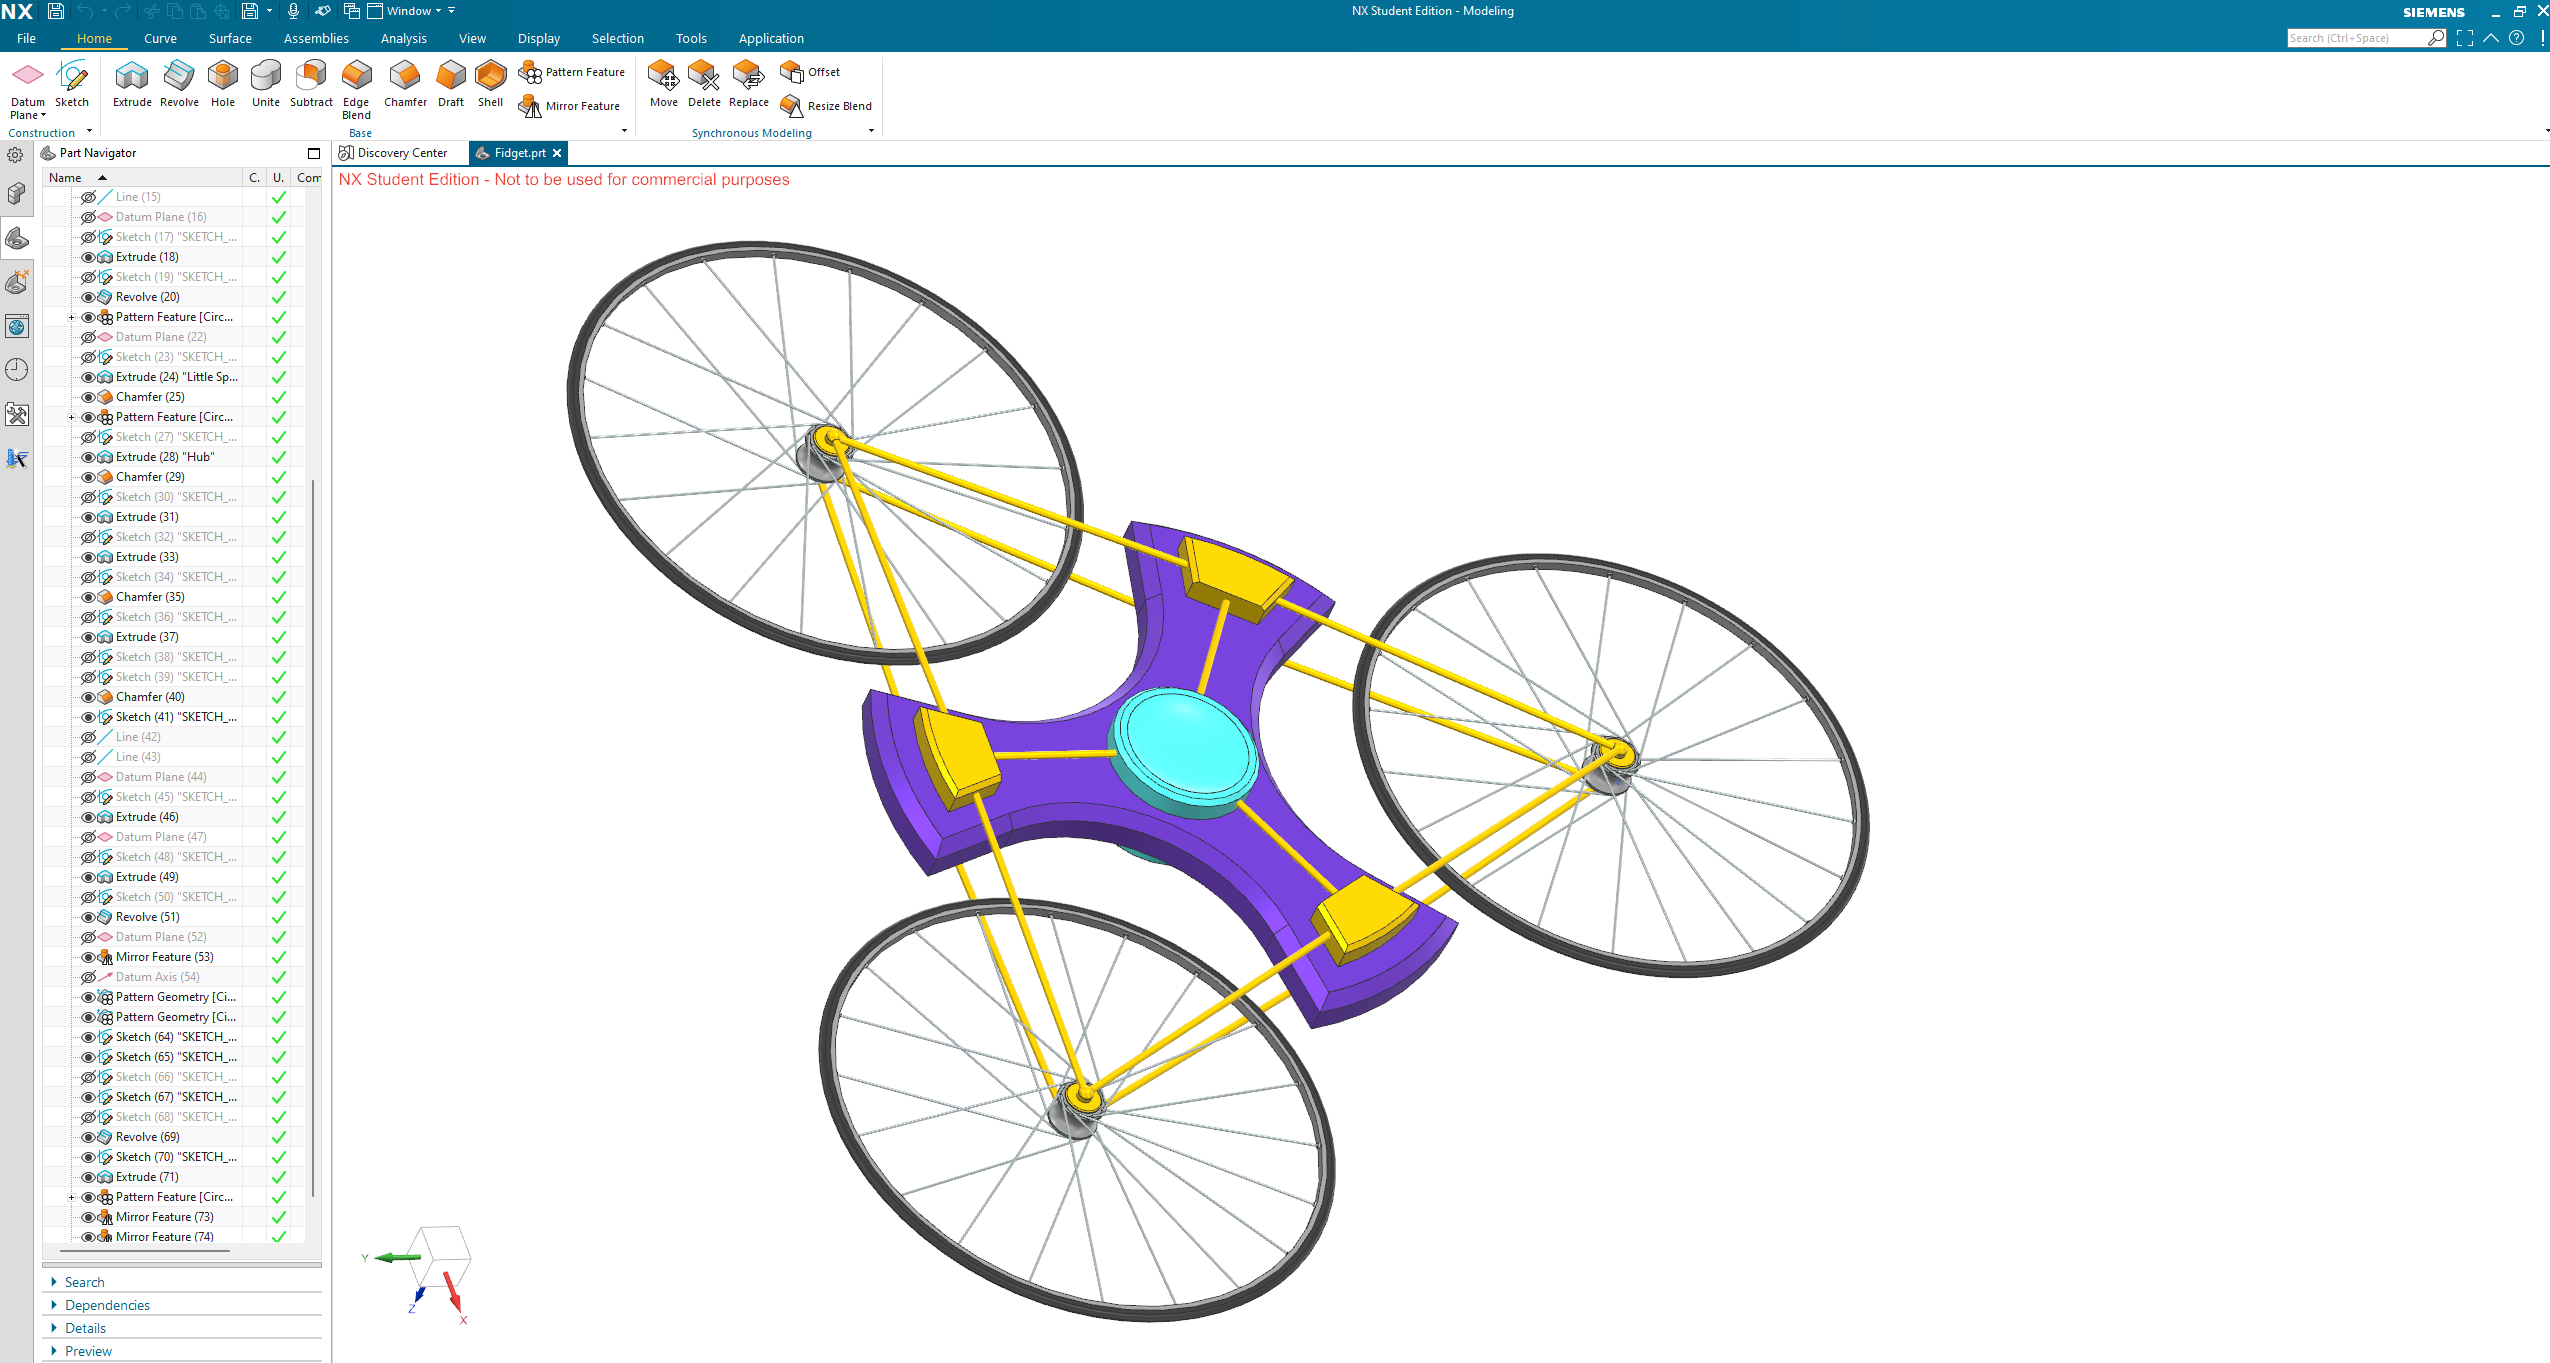 NX Window NX Student Edition - Modeling SIEMENS
File Home Curve Surface Assemblies Analysis View Display Selection Tools Application Search (Ctrl+Space)
Datum Plane Sketch Extrude Revolve Hole Unite Subtract Edge Blend Chamfer Draft Shell Pattern Feature Mirror Feature Move Delete Replace Offset Resize Blend
Construction Base Synchronous Modeling
Part Navigator Discovery Center Fidget.prt
Name C. U. Com
NX Student Edition - Not to be used for commercial purposes
Line (15)
Datum Plane (16)
Sketch (17) "SKETCH_...
Extrude (18)
Sketch (19) "SKETCH_...
Revolve (20)
Pattern Feature [Circ...
Datum Plane (22)
Sketch (23) "SKETCH_...
Extrude (24) "Little Sp...
Chamfer (25)
Pattern Feature [Circ...
Sketch (27) "SKETCH_...
Extrude (28) "Hub"
Chamfer (29)
Sketch (30) "SKETCH_...
Extrude (31)
Sketch (32) "SKETCH_...
Extrude (33)
Sketch (34) "SKETCH_...
Chamfer (35)
Sketch (36) "SKETCH_...
Extrude (37)
Sketch (38) "SKETCH_...
Sketch (39) "SKETCH_...
Chamfer (40)
Sketch (41) "SKETCH_...
Line (42)
Line (43)
Datum Plane (44)
Sketch (45) "SKETCH_...
Extrude (46)
Datum Plane (47)
Sketch (48) "SKETCH_...
Extrude (49)
Sketch (50) "SKETCH_...
Revolve (51)
Datum Plane (52)
Mirror Feature (53)
Datum Axis (54)
Pattern Geometry [Ci...
Pattern Geometry [Ci...
Sketch (64) "SKETCH_...
Sketch (65) "SKETCH_...
Sketch (66) "SKETCH_...
Sketch (67) "SKETCH_...
Sketch (68) "SKETCH_...
Revolve (69)
Sketch (70) "SKETCH_...
Extrude (71)
Pattern Feature [Circ...
Mirror Feature (73)
Mirror Feature (74)
Search
Dependencies
Details
Preview
Y
Z
X